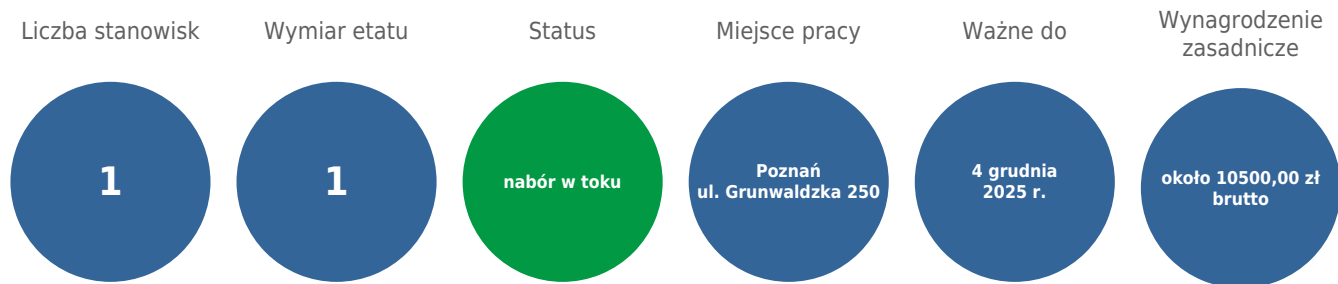 Liczba stanowisk
1
Wymiar etatu
1
Status
nabór w toku
Miejsce pracy
Poznań
ul. Grunwaldzka 250
Ważne do
4 grudnia
2025 r.
Wynagrodzenie
zasadnicze
około 10500,00 zł
brutto